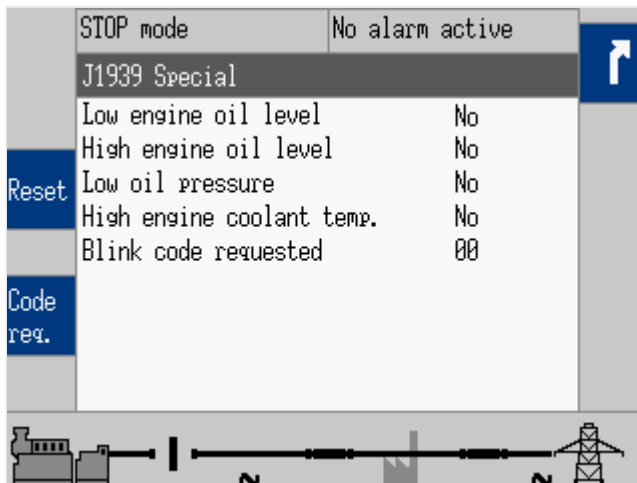 STOP mode
No alarm active
J1939 Special
Low engine oil level No
High engine oil level No
Reset
Low oil pressure No
High engine coolant temp. No
Blink code requested 00
Code
req.